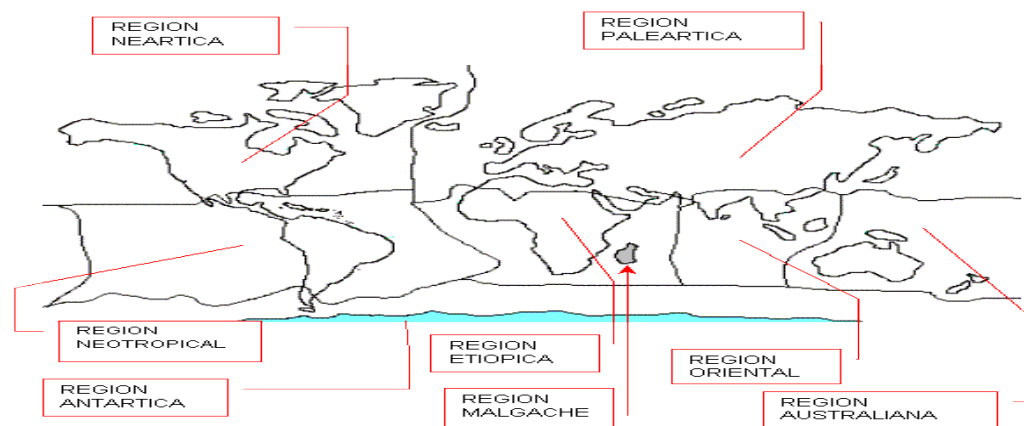 REGION
NEARTICA
REGION
PALEARTICA
REGION
NEOTROPICAL
REGION
ETIOPICA
REGION
ORIENTAL
REGION
ANTARTICA
REGION
MALGACHE
REGION
AUSTRALIANA